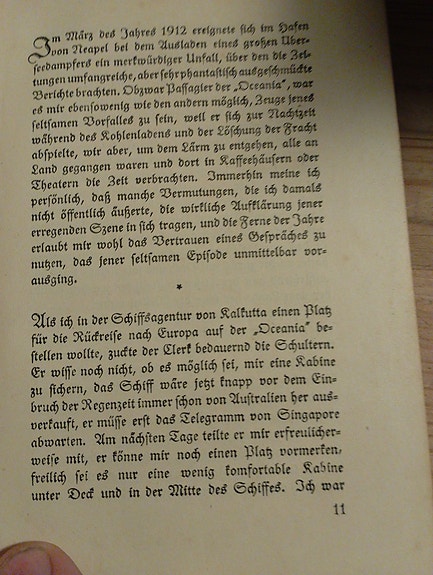 Im März des Jahres 1912 ereignete sich im Hafen
von Neapel bei dem Ausladen eines großen Über-
seedampfers ein merkwürdiger Unfall, über den die Zei-
tungen umfangreiche, aber sehr phantastisch ausgeschmückte
Berichte brachten. Obzwar Passagier der „Oceania“, war
es mir ebensowenig wie den andern möglich, Zeuge jenes
seltsamen Vorfalles zu sein, weil er sich zur Nachtzeit
während des Kohlenladens und der Löschung der Fracht
abspielte, wir aber, um dem Lärm zu entgehen, alle an
Land gegangen waren und dort in Kaffeehäusern oder
Theatern die Zeit verbrachten. Immerhin meine ich
persönlich, daß manche Vermutungen, die ich damals
nicht öffentlich äußerte, die wirkliche Aufklärung jener
erregenden Szene in sich tragen, und die Ferne der Jahre
erlaubt mir wohl das Vertrauen eines Gespräches zu
nutzen, das jener seltsamen Episode unmittelbar vor-
ausging.
*
Als ich in der Schiffsagentur von Kalkutta einen Platz
für die Rückreise nach Europa auf der „Oceania“ be-
stellen wollte, zuckte der Clerk bedauernd die Schultern.
Er wisse noch nicht, ob es möglich sei, mir eine Kabine
zu sichern, das Schiff wäre jetzt knapp vor dem Ein-
bruch der Regenzeit immer schon von Australien her aus-
verkauft, er müsse erst das Telegramm von Singapore
abwarten. Am nächsten Tage teilte er mir erfreulicher-
weise mit, er könne mir noch einen Platz vormerken,
freilich sei es nur eine wenig komfortable Kabine
unter Deck und in der Mitte des Schiffes. Ich war
11